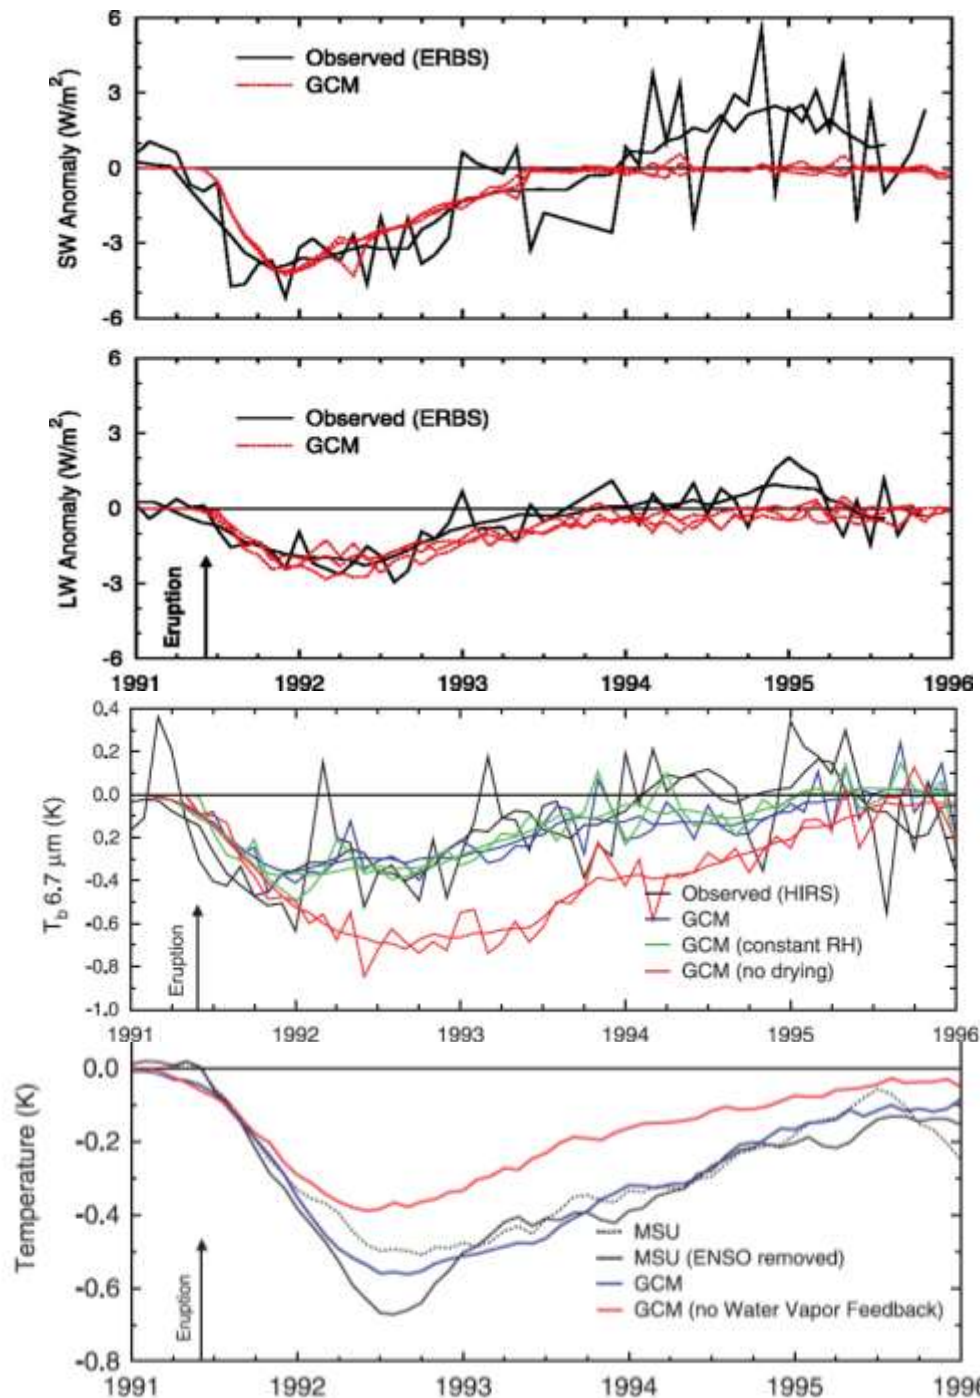 6
3
0
-3
-6
SW Anomaly (W/m²)
Observed (ERBS)
GCM
6
3
0
-3
-6
LW Anomaly (W/m²)
Observed (ERBS)
GCM
Eruption
1991 1992 1993 1994 1995 1996
0.4
0.2
0.0
0.2
-0.4
-0.6
-0.8
-1.0
T_b 6.7 μm (K)
Observed (HIRS)
GCM
GCM (constant RH)
GCM (no drying)
Eruption
1991 1992 1993 1994 1995 1996
0.0
-0.2
-0.4
-0.6
-0.8
Temperature (K)
MSU
MSU (ENSO removed)
GCM
GCM (no Water Vapor Feedback)
Eruption
1991 1992 1993 1994 1995 1996